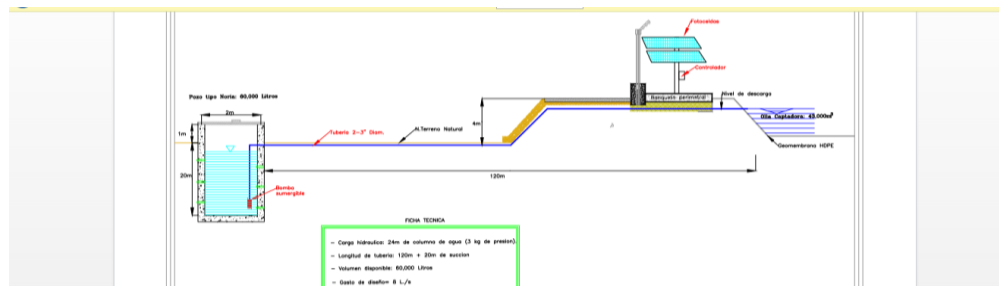 Fotoceldas
Controlador
Pozo tipo Noria: 60,000 Litros
Banqueta perimetral
Nivel de descarga
2m
Olla Captadora: 45,000m³
1m
Tuberia 2-3" Diam.
N.Terreno Natural
4m
Geomembrana HDPE
20m
120m
Bomba
sumergible
FICHA TECNICA
- Carga hidraulica: 24m de columna de agua (3 kg de presion).
- Longitud de tuberia: 120m + 20m de succion
- Volumen disponible: 60,000 Litros
- Gasto de diseño= 8 L/s